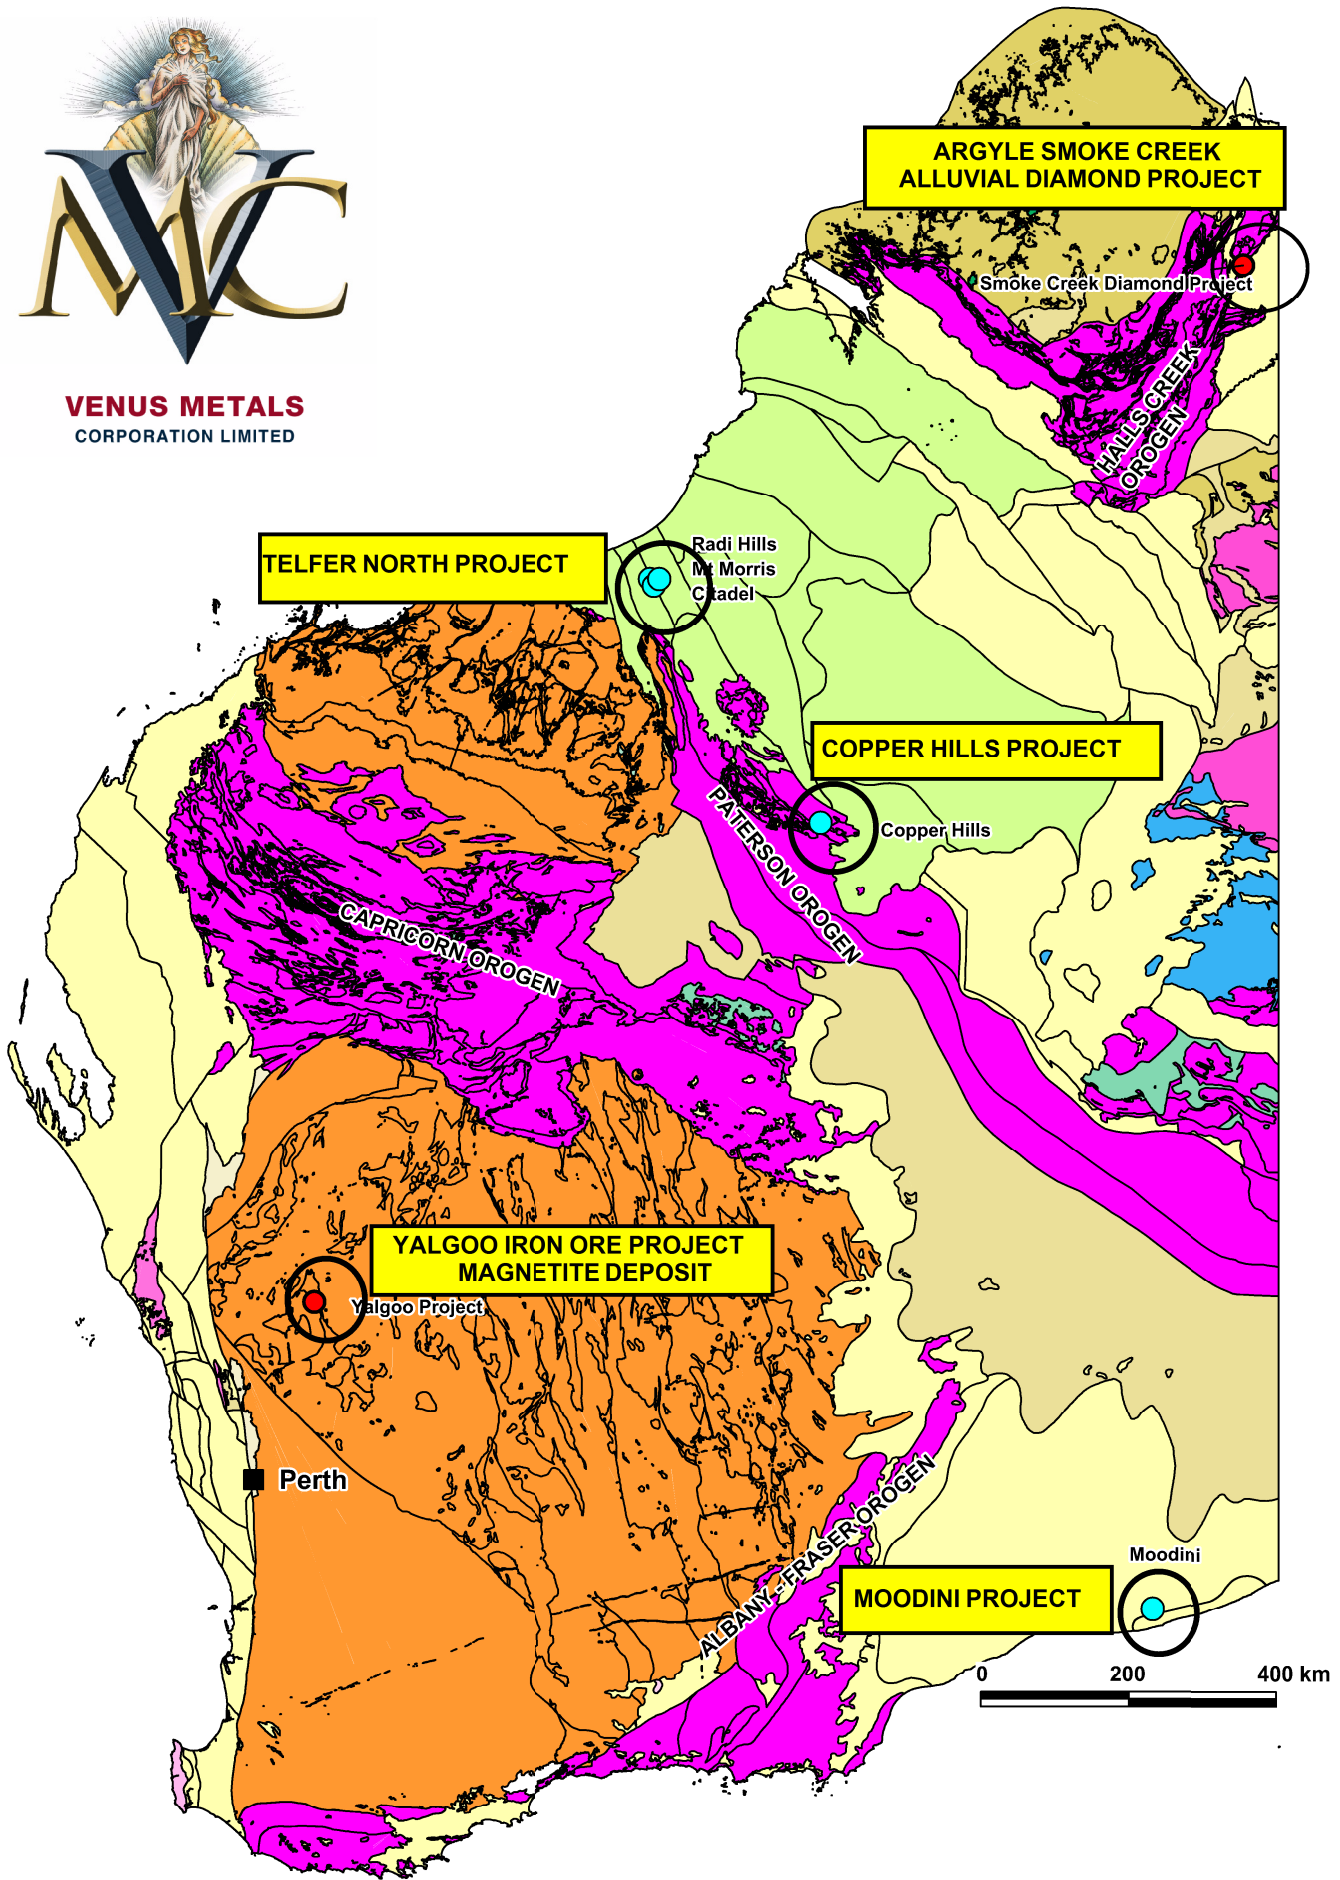 VMC
VENUS METALS
CORPORATION LIMITED
ARGYLE SMOKE CREEK
ALLUVIAL DIAMOND PROJECT
Smoke Creek Diamond Project
HALLS CREEK
OROGEN
TELFER NORTH PROJECT
Radi Hills
Mt Morris
Citadel
COPPER HILLS PROJECT
Copper Hills
PATERSON OROGEN
CAPRICORN OROGEN
YALGOO IRON ORE PROJECT
MAGNETITE DEPOSIT
Yalgoo Project
Perth
ALBANY - FRASER OROGEN
Moodini
MOODINI PROJECT
0 200 400 km